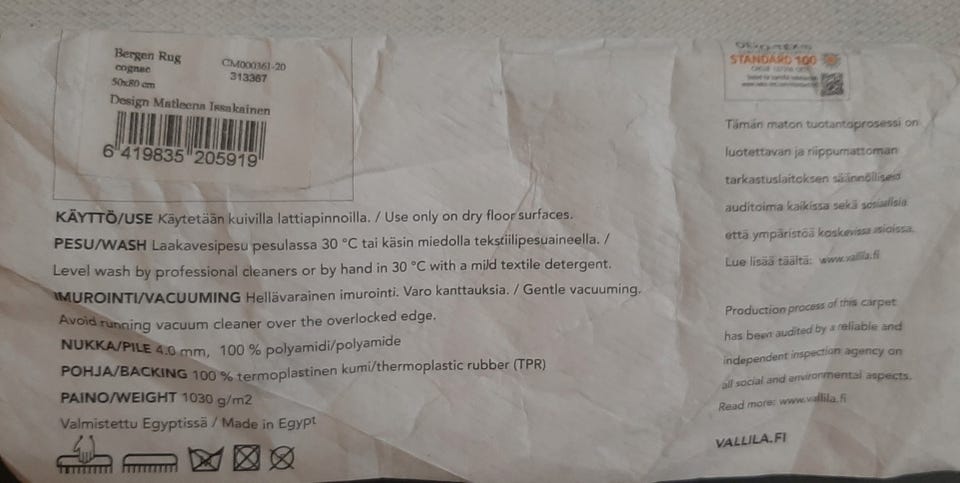 Bergen Rug
cognac
50x80 cm
CM000361-20
313367
Design Matleena Issakainen
6 419835 205919
KÄYTTÖ/USE Käytetään kuivilla lattiapinnoilla. / Use only on dry floor surfaces.
PESU/WASH Laakavesipesu pesulassa 30 °C tai käsin miedolla tekstiilipesuaineella. /
Level wash by professional cleaners or by hand in 30 °C with a mild textile detergent.
IMUROINTI/VACUUMING Hellävarainen imurointi. Varo kanttauksia. / Gentle vacuuming.
Avoid running vacuum cleaner over the overlocked edge.
NUKKA/PILE 4.0 mm, 100 % polyamidi/polyamide
POHJA/BACKING 100 % termoplastinen kumi/thermoplastic rubber (TPR)
PAINO/WEIGHT 1030 g/m2
Valmistettu Egyptissä / Made in Egypt
OEKO-TEX®
STANDARD 100
Tämän maton tuotantoprosessi on
luotettavan ja riippumattoman
tarkastuslaitoksen säännöllisesti
auditoima kaikissa sekä sosiaalisia
että ympäristöä koskevissa asioissa.
Lue lisää täältä: www.vallila.fi
Production process of this carpet
has been audited by a reliable and
independent inspection agency on
all social and environmental aspects.
Read more: www.vallila.fi
VALLILA.FI